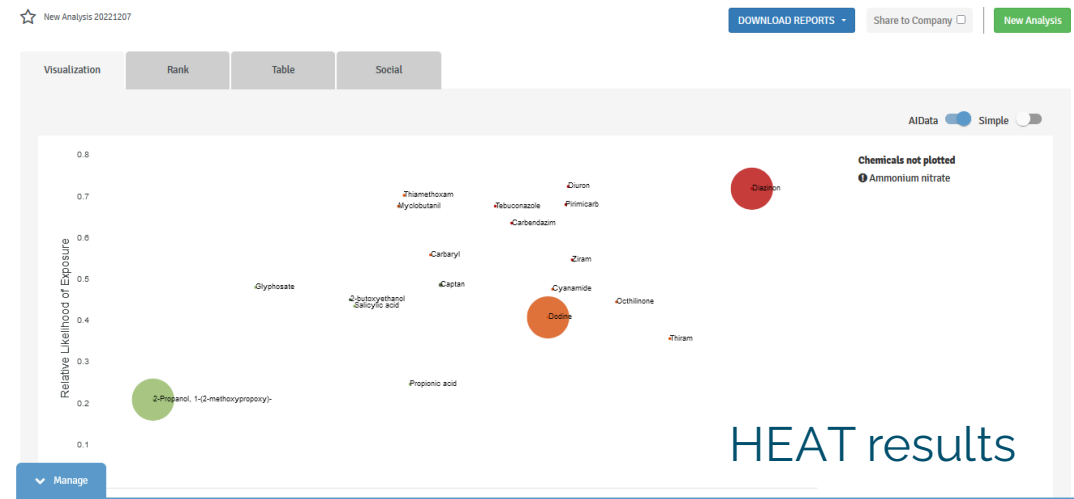 New Analysis 20221207
DOWNLOAD REPORTS
Share to Company
New Analysis
Visualization
Rank
Table
Social
AIData
Simple
0.8
0.7
0.6
0.5
0.4
0.3
0.2
0.1
Relative Likelihood of Exposure
Diuron
Diazinon
Thiamethoxam
Myclobutanil
Tebuconazole
Pirimicarb
Carbendazim
Carbaryl
Ziram
Glyphosate
Captan
Cyanamide
2-butoxyethanol
Salicylic acid
Octhilinone
Dodine
Thiram
Propionic acid
2-Propanol, 1-(2-methoxypropoxy)-
Chemicals not plotted
Ammonium nitrate
HEAT results
Manage